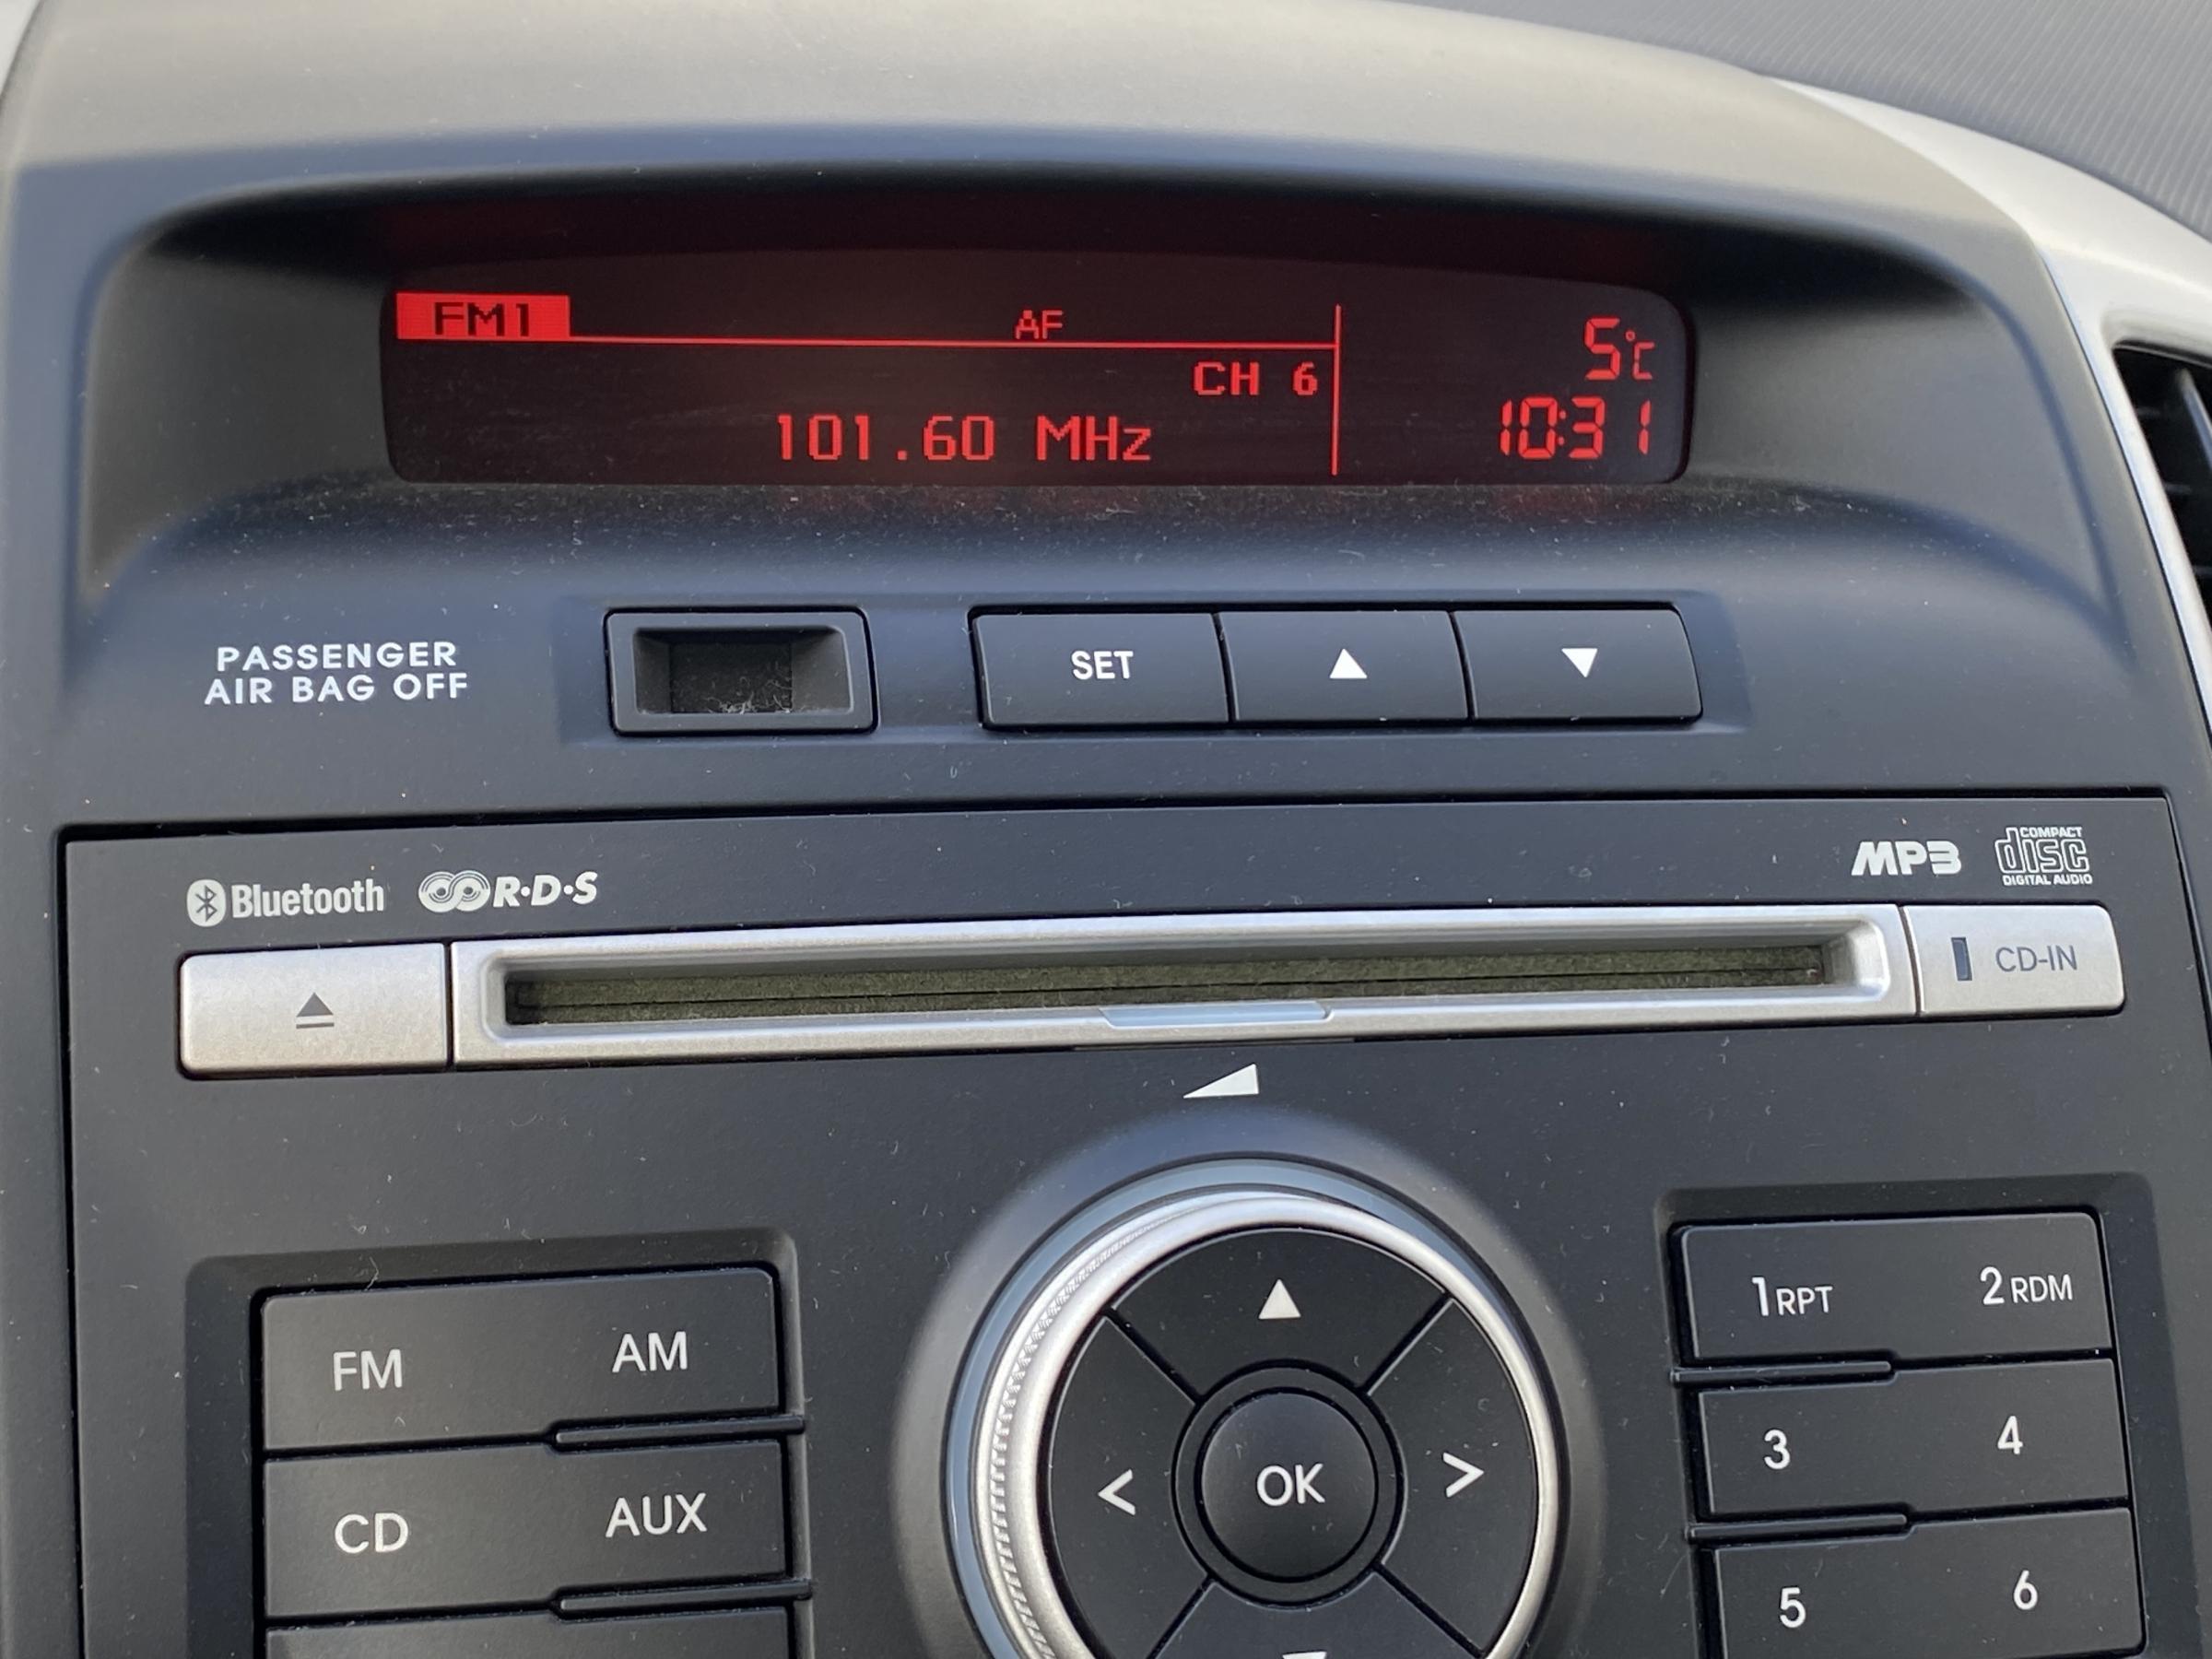 FM1
AF
5°C
CH 6
101.60 MHz
10:31
PASSENGER
AIR BAG OFF
SET
Bluetooth
R·D·S
MP3
COMPACT
disc
DIGITAL AUDIO
CD-IN
FM
AM
CD
AUX
OK
1 RPT
2 RDM
3
4
5
6